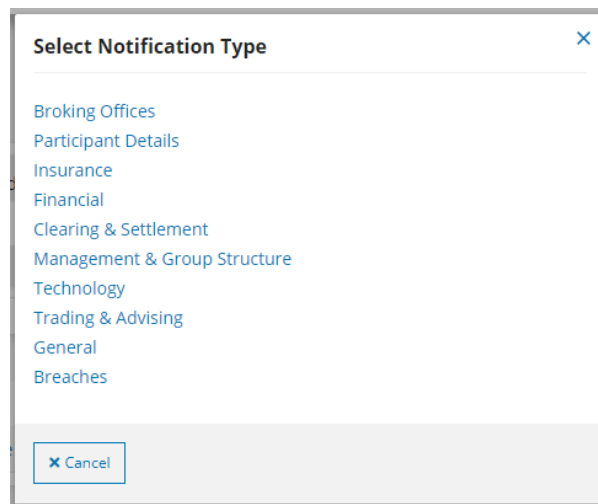 Select Notification Type
Broking Offices
Participant Details
Insurance
Financial
Clearing & Settlement
Management & Group Structure
Technology
Trading & Advising
General
Breaches
Cancel